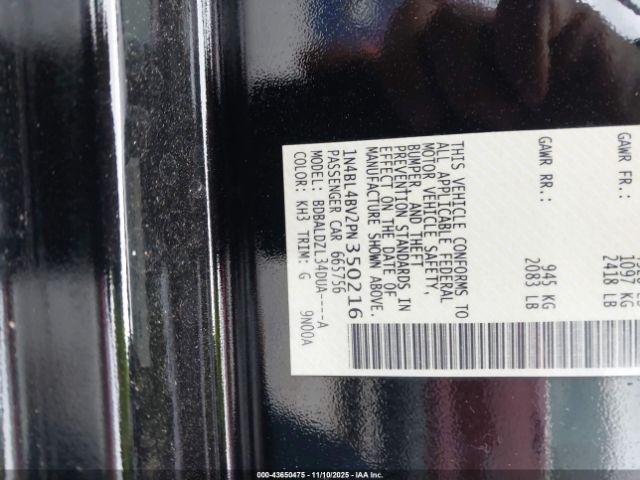 GAWR FR: 1097 KG
2418 LB
GAWR RR: 945 KG
2083 LB
THIS VEHICLE CONFORMS TO
ALL APPLICABLE FEDERAL
MOTOR VEHICLE SAFETY,
BUMPER, AND THEFT
PREVENTION STANDARDS IN
EFFECT ON THE DATE OF
MANUFACTURE SHOWN ABOVE.
1N4BL4BV2PN350216
PASSENGER CAR 665756
MODEL: BDBALDZL34DUA----A
COLOR: KH3 TRIM: G 9N00A
000-43650475 — 11/10/2025 — IAA Inc.